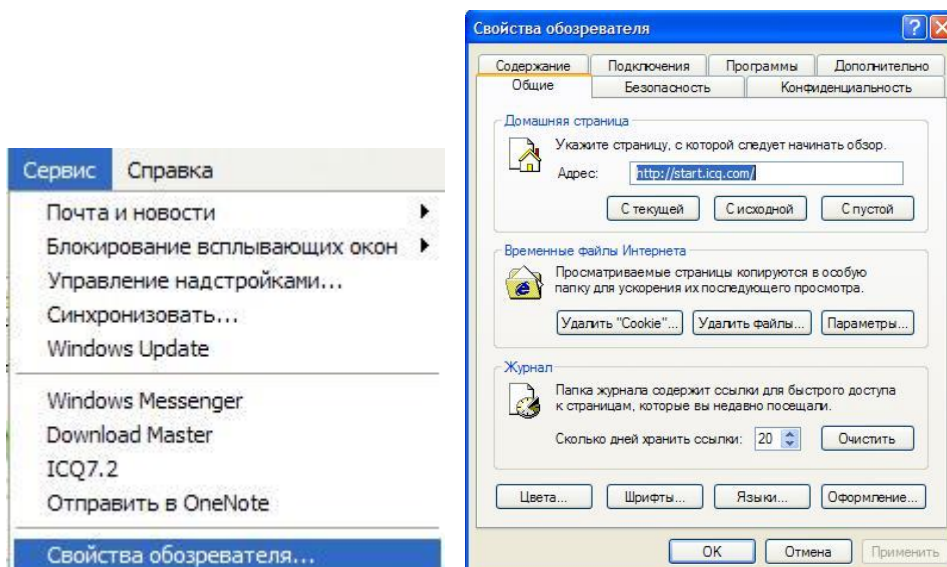 Сервис Справка
Почта и новости
Блокирование всплывающих окон
Управление надстройками...
Синхронизовать...
Windows Update
Windows Messenger
Download Master
ICQ7.2
Отправить в OneNote
Свойства обозревателя...
Свойства обозревателя
Содержание Подключения Программы Дополнительно
Общие Безопасность Конфиденциальность
Домашняя страница
Укажите страницу, с которой следует начинать обзор.
Адрес: http://start.icq.com/
С текущей С исходной С пустой
Временные файлы Интернета
Просматриваемые страницы копируются в особую
папку для ускорения их последующего просмотра.
Удалить "Cookie"... Удалить файлы... Параметры...
Журнал
Папка журнала содержит ссылки для быстрого доступа
к страницам, которые вы недавно посещали.
Сколько дней хранить ссылки: 20 Очистить
Цвета... Шрифты... Языки... Оформление...
OK Отмена Применить